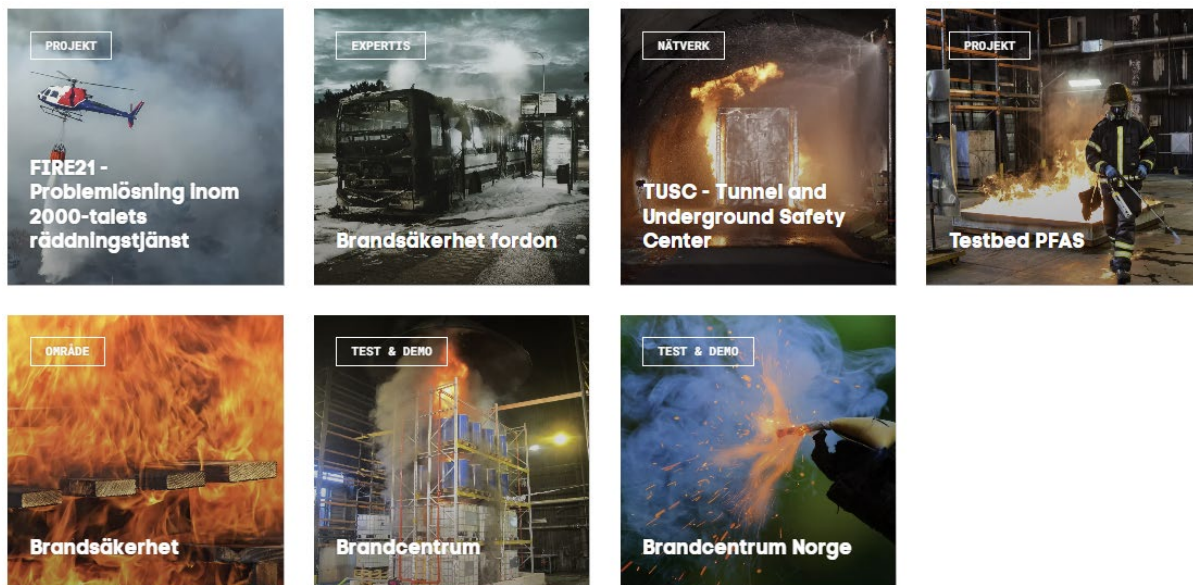 PROJEKT
FIRE21 -
Problemlösning inom
2000-talets
räddningstjänst
EXPERTIS
Brandsäkerhet fordon
NÄTVERK
TUSC - Tunnel and
Underground Safety
Center
PROJEKT
Testbed PFAS
OMRÅDE
Brandsäkerhet
TEST & DEMO
Brandcentrum
TEST & DEMO
Brandcentrum Norge